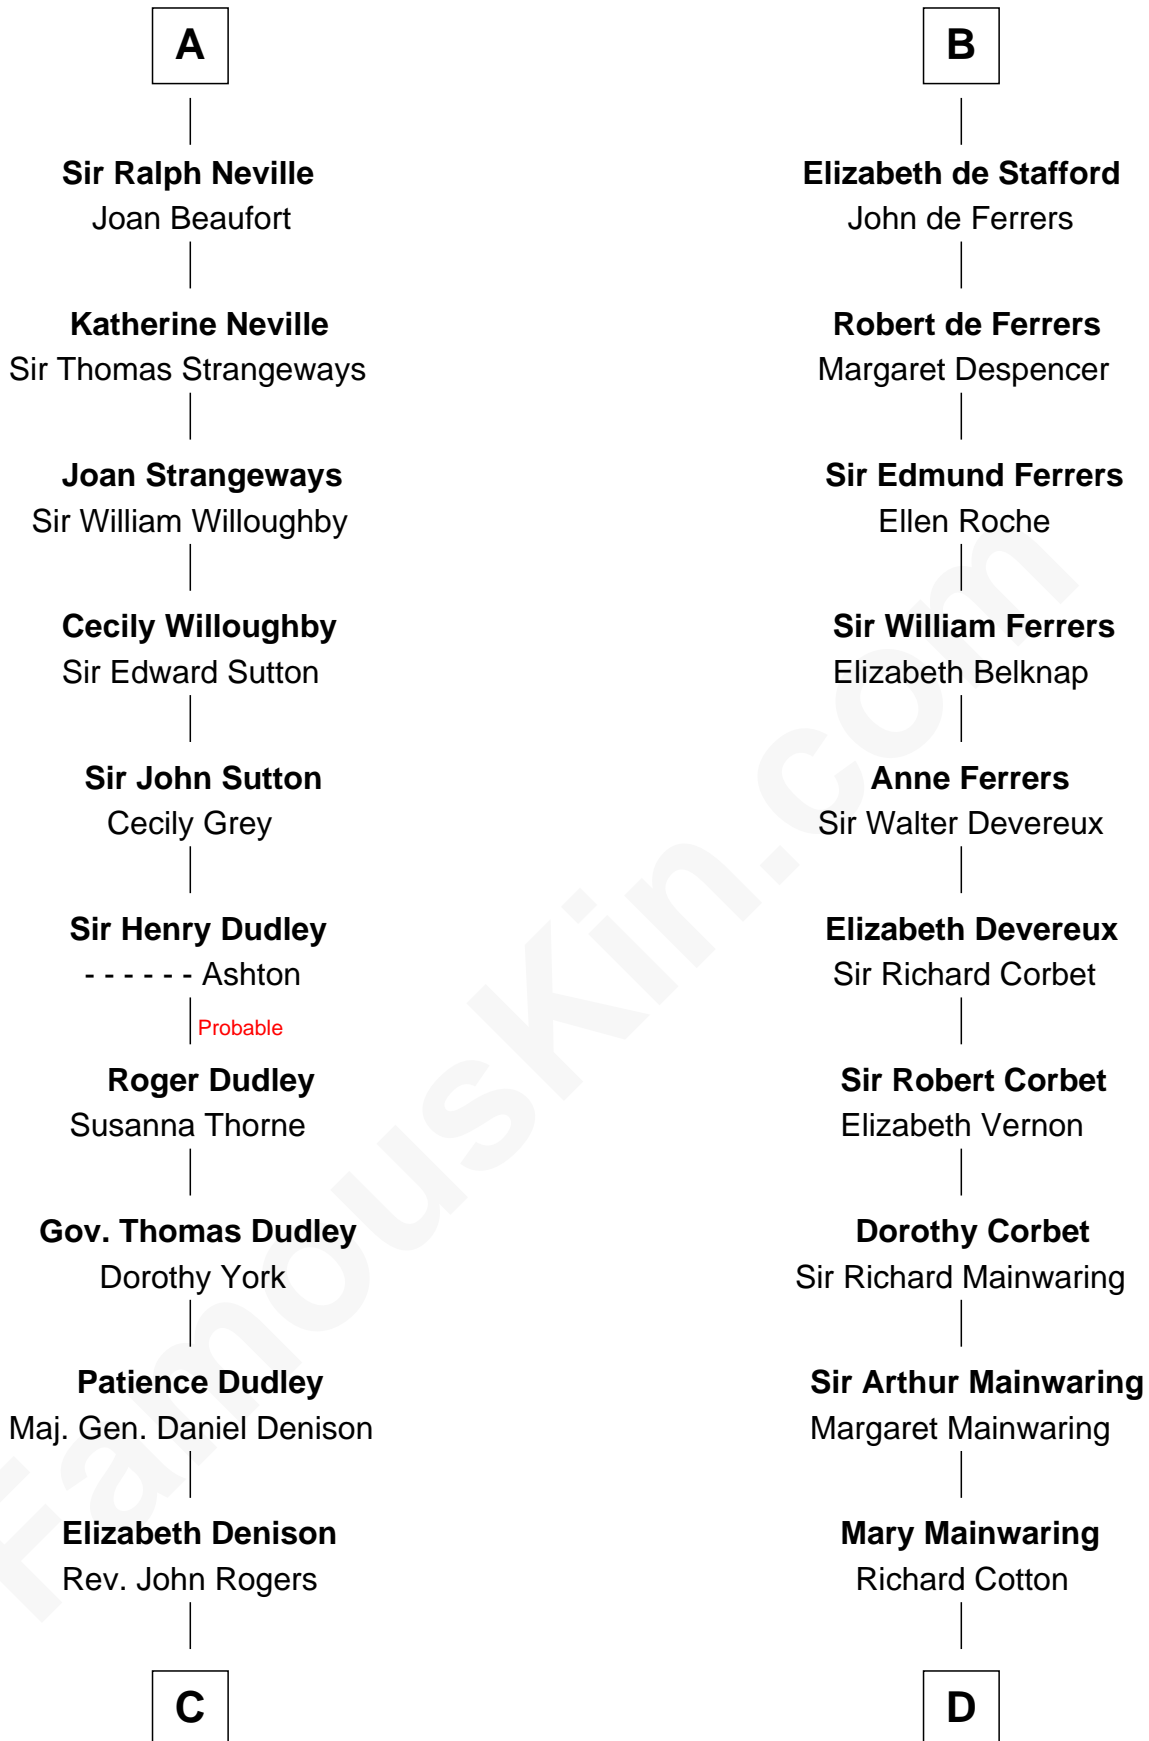 A
Sir Ralph Neville
Joan Beaufort
Katherine Neville
Sir Thomas Strangeways
Joan Strangeways
Sir William Willoughby
Cecily Willoughby
Sir Edward Sutton
Sir John Sutton
Cecily Grey
Sir Henry Dudley
- - - - - - Ashton
Probable
Roger Dudley
Susanna Thorne
Gov. Thomas Dudley
Dorothy York
Patience Dudley
Maj. Gen. Daniel Denison
Elizabeth Denison
Rev. John Rogers
C
B
Elizabeth de Stafford
John de Ferrers
Robert de Ferrers
Margaret Despencer
Sir Edmund Ferrers
Ellen Roche
Sir William Ferrers
Elizabeth Belknap
Anne Ferrers
Sir Walter Devereux
Elizabeth Devereux
Sir Richard Corbet
Sir Robert Corbet
Elizabeth Vernon
Dorothy Corbet
Sir Richard Mainwaring
Sir Arthur Mainwaring
Margaret Mainwaring
Mary Mainwaring
Richard Cotton
D
FamousKin.com